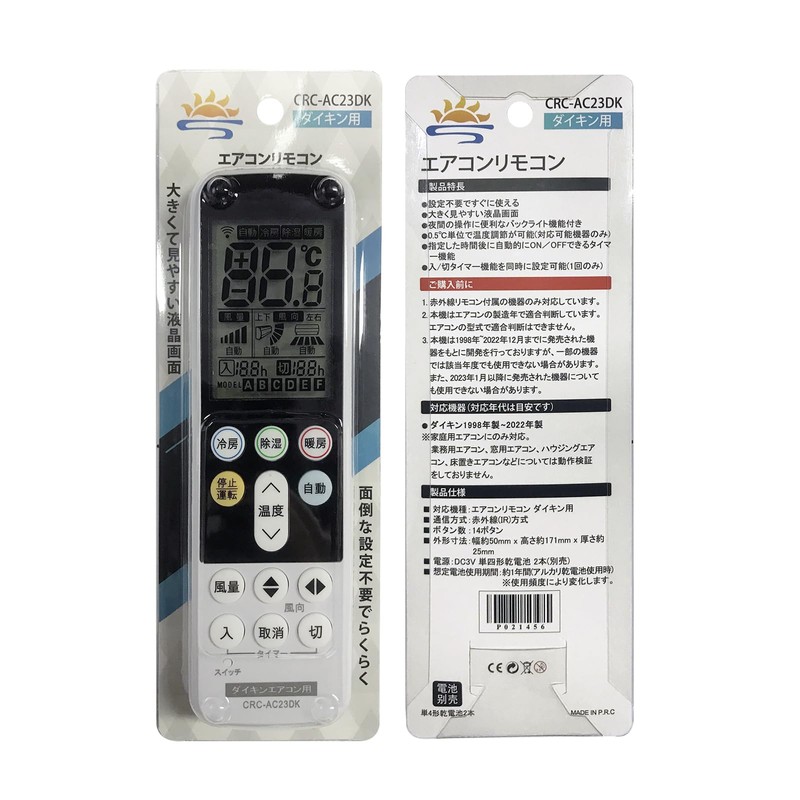 CRC-AC23DK
ダイキン用
エアコンリモコン
大きくて見やすい液晶画面
自動 冷房 除湿 暖房
88.8℃
風量 上下 風向 左右
自動 自動 自動
入 188h 切 188h
MODEL A B C D E F
冷房 除湿 暖房
停止/運転
温度
自動
風量
風向
入 取消 切
タイマー
スイッチ
ダイキンエアコン用
CRC-AC23DK
面倒な設定不要でらくらく
CRC-AC23DK
ダイキン用
エアコンリモコン
製品特長
●設定不要ですぐに使える
●大きく見やすい液晶画面
●夜間の操作に便利なバックライト機能付き
●0.5℃単位で温度調節が可能(対応可能機器のみ)
●指定した時間後に自動的にON/OFFできるタイマ
ー機能
●入/切タイマー機能を同時に設定可能(1回のみ)
ご購入前に
1. 赤外線リモコン付属の機器のみ対応しています。
2. 本機はエアコンの製造年で適合判断しています。
エアコンの型式で適合判断はできません。
3. 本機は1998年~2022年12月までに発売された機
器をもとに開発を行っておりますが、一部の機器
では該当年度でも使用できない場合があります。
また、2023年1月以降に発売された機器について
も使用できない場合があります。
対応機器(対応年代は目安です)
● ダイキン1998年製~2022年製
※家庭用エアコンにのみ対応。
業務用エアコン、窓用エアコン、ハウジングエア
コン、床置きエアコンなどについては動作検証
をしておりません。
製品仕様
■ 対応機種:エアコンリモコン ダイキン用
■ 通信方式:赤外線(IR)方式
■ ボタン数:14ボタン
■ 外形寸法:幅約50mm x 高さ約171mm x 厚さ約
25mm
■ 電源:DC3V 単四形乾電池 2本(別売)
■ 想定電池使用期間:約1年間(アルカリ乾電池使用時)
※使用頻度により変化します。
P021456
CE
電池
別売
単4形乾電池2本
MADE IN P.R.C